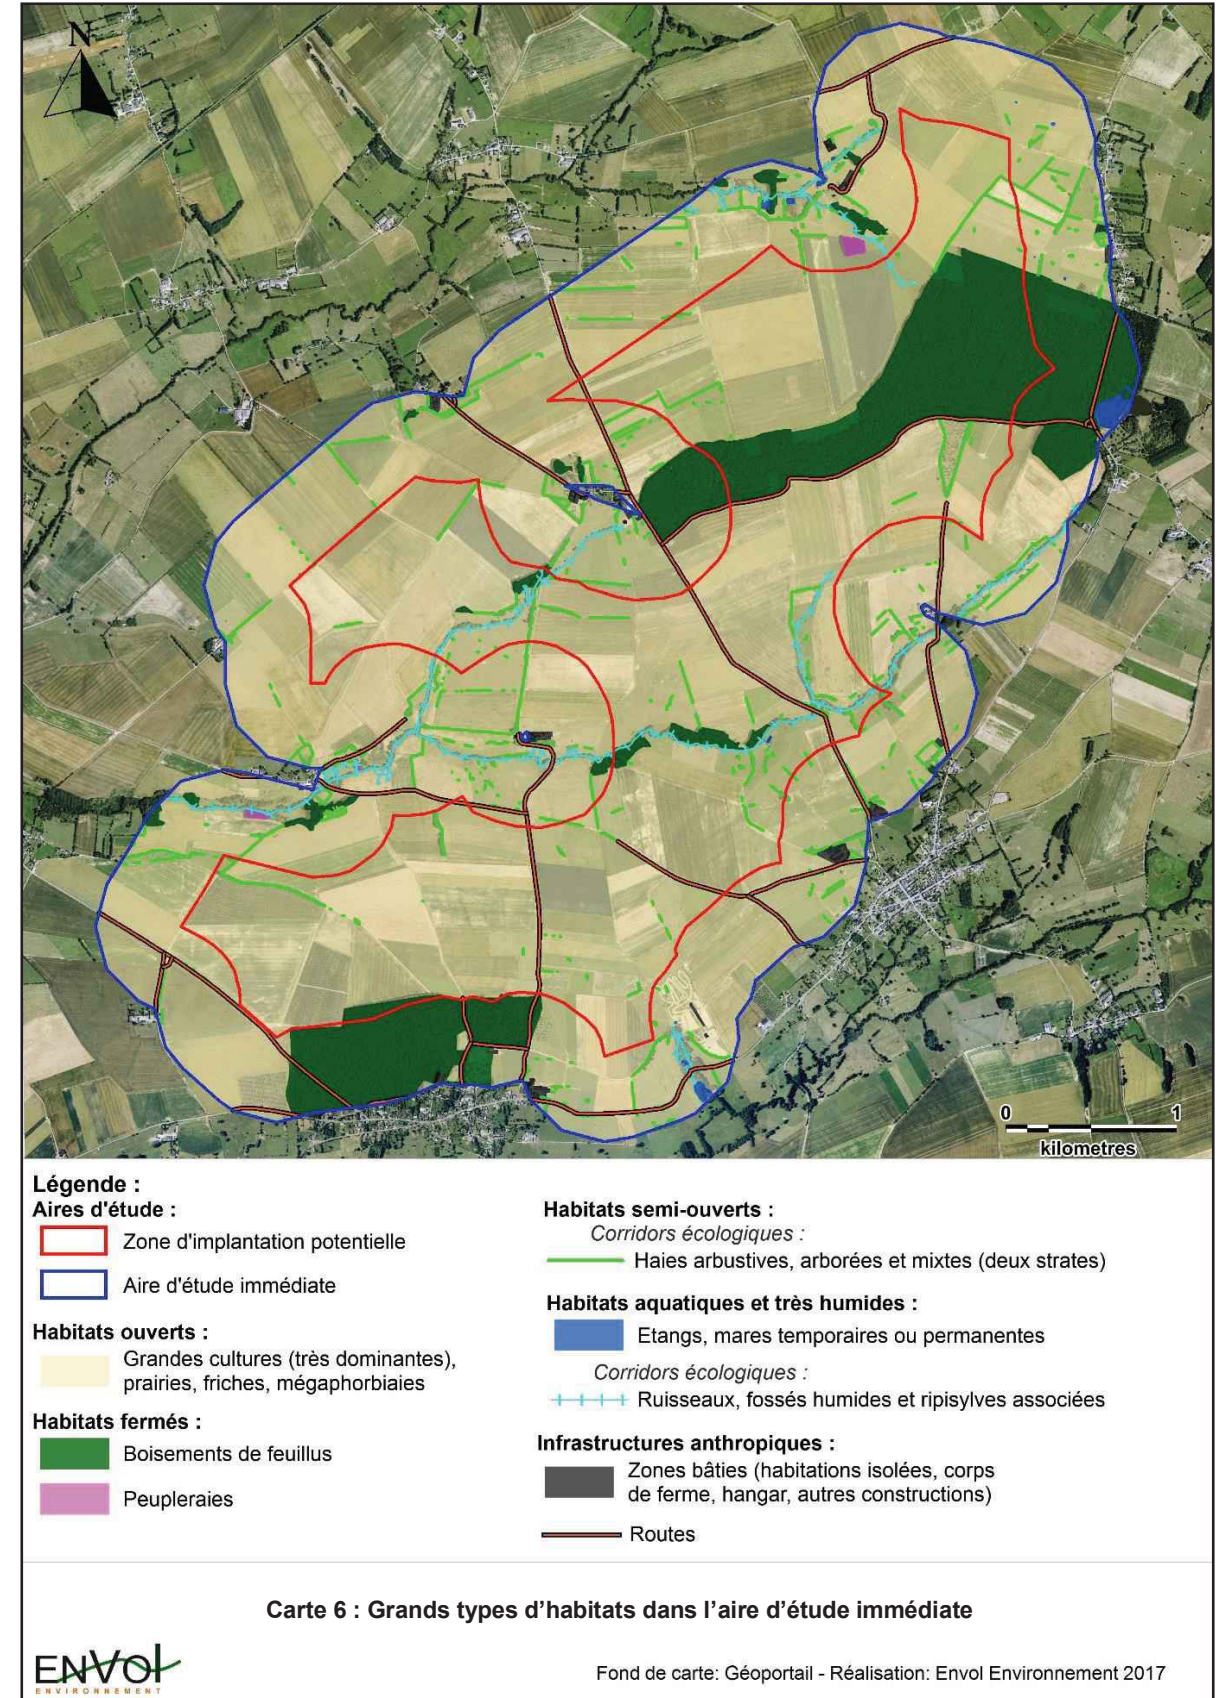 N
0 1
kilometres
Légende :
Aires d'étude :
Zone d'implantation potentielle
Aire d'étude immédiate
Habitats ouverts :
Grandes cultures (très dominantes),
prairies, friches, mégaphorbiaies
Habitats fermés :
Boisements de feuillus
Peupleraies
Habitats semi-ouverts :
Corridors écologiques :
Haies arbustives, arborées et mixtes (deux strates)
Habitats aquatiques et très humides :
Etangs, mares temporaires ou permanentes
Corridors écologiques :
Ruisseaux, fossés humides et ripisylves associées
Infrastructures anthropiques :
Zones bâties (habitations isolées, corps
de ferme, hangar, autres constructions)
Routes
Carte 6 : Grands types d’habitats dans l’aire d’étude immédiate
ENVOL
ENVIRONNEMENT
Fond de carte: Géoportail - Réalisation: Envol Environnement 2017